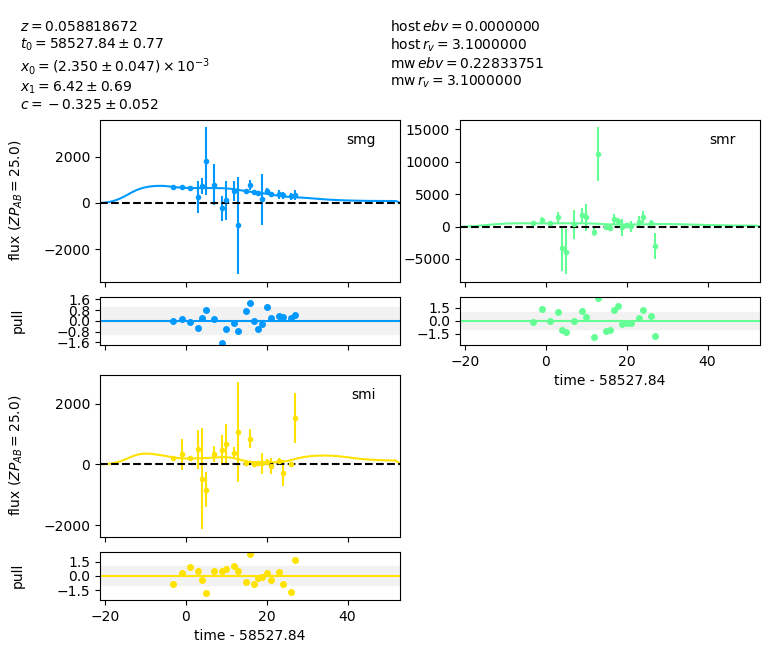 z = 0.058818672
t₀ = 58527.84 ± 0.77
x₀ = (2.350 ± 0.047) × 10⁻³
x₁ = 6.42 ± 0.69
c = −0.325 ± 0.052
host ebv = 0.0000000
host r_v = 3.1000000
mw ebv = 0.22833751
mw r_v = 3.1000000
flux (ZP_AB = 25.0)
2000
0
−2000
smg
15000
10000
5000
0
−5000
smr
pull
1.6
0.8
0.0
−0.8
−1.6
1.5
0.0
−1.5
−20
0
20
40
time - 58527.84
flux (ZP_AB = 25.0)
2000
0
−2000
smi
pull
1.5
0.0
−1.5
−20
0
20
40
time - 58527.84